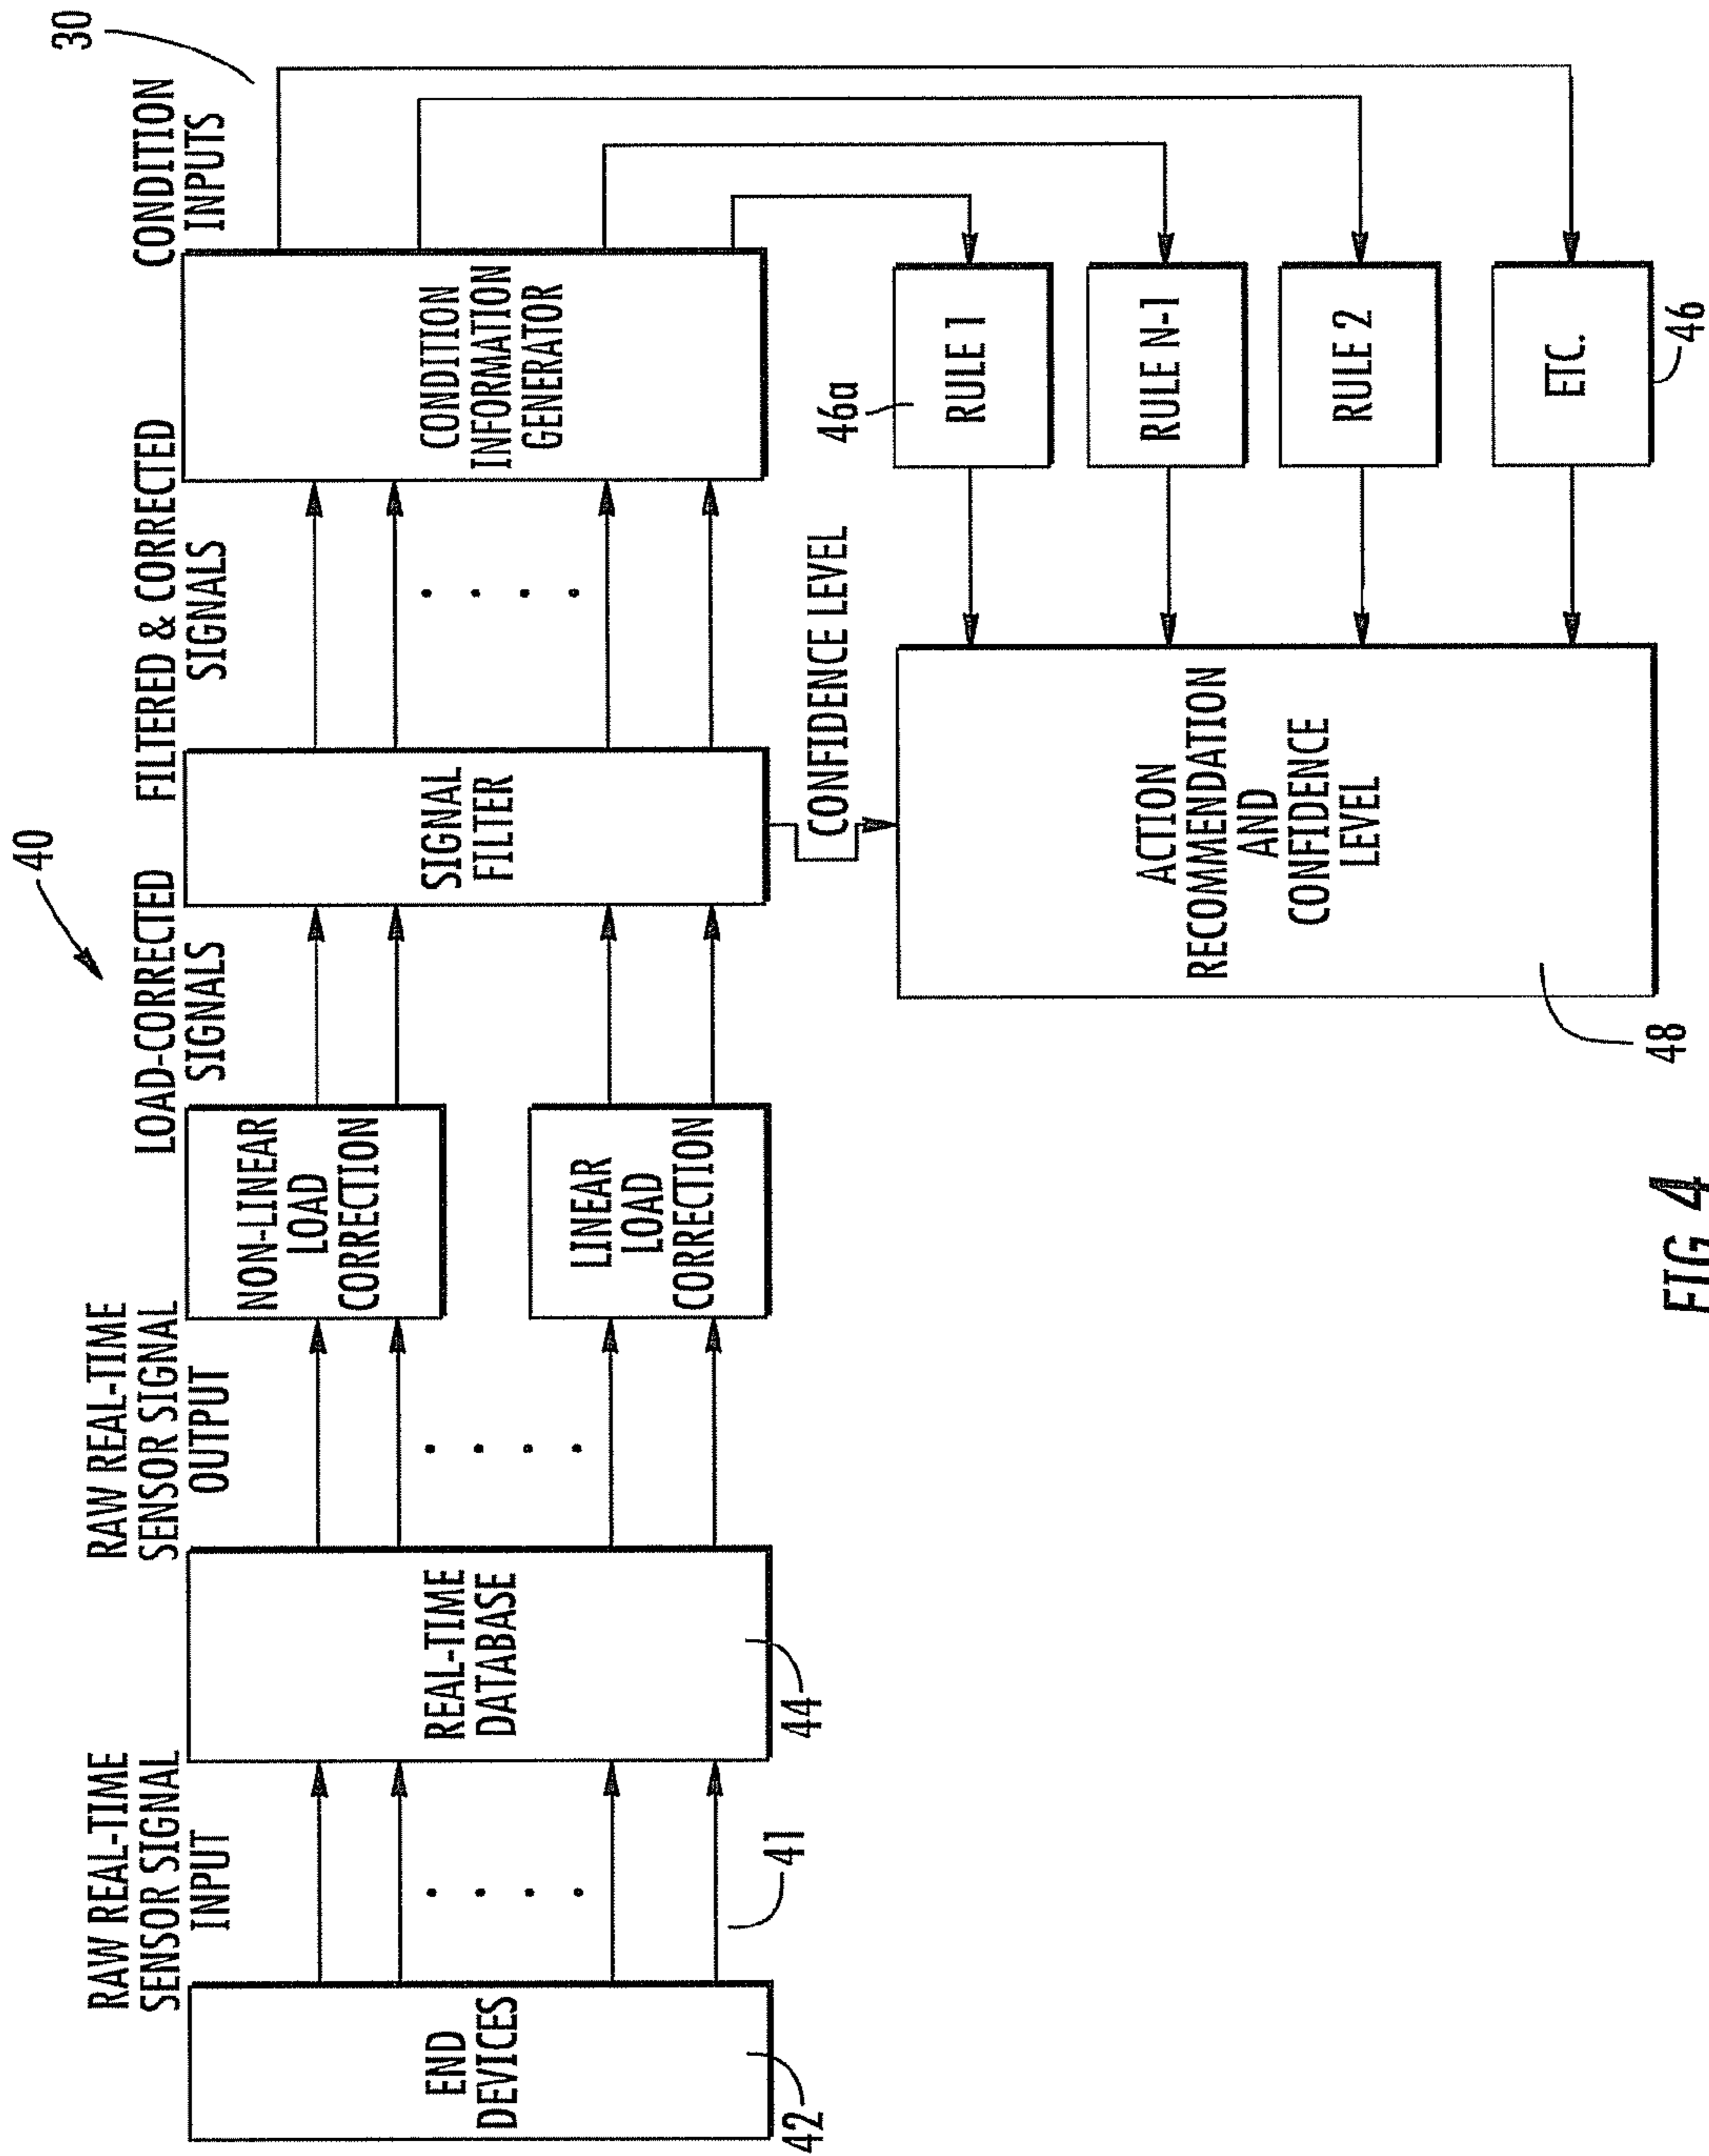 40
RAW REAL-TIME
SENSOR SIGNAL
INPUT
RAW REAL-TIME
SENSOR SIGNAL
OUTPUT
LOAD-CORRECTED
SIGNALS
FILTERED & CORRECTED
SIGNALS
CONDITION
INPUTS
30
END
DEVICES
42
41
REAL-TIME
DATABASE
44
NON-LINEAR
LOAD
CORRECTION
LINEAR
LOAD
CORRECTION
SIGNAL
FILTER
CONDITION
INFORMATION
GENERATOR
CONFIDENCE LEVEL
46a
RULE 1
RULE N-1
RULE 2
ETC.
46
ACTION
RECOMMENDATION
AND
CONFIDENCE
LEVEL
48
FIG 4